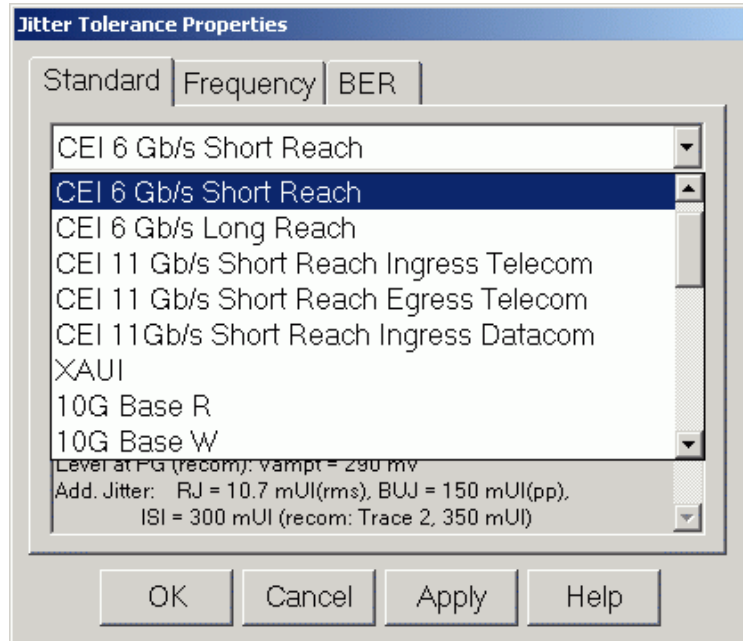 Jitter Tolerance Properties
Standard Frequency BER
CEI 6 Gb/s Short Reach
CEI 6 Gb/s Short Reach
CEI 6 Gb/s Long Reach
CEI 11 Gb/s Short Reach Ingress Telecom
CEI 11 Gb/s Short Reach Egress Telecom
CEI 11Gb/s Short Reach Ingress Datacom
XAUI
10G Base R
10G Base W
Level at PG (recom): Vampt = 290 mV
Add. Jitter: RJ = 10.7 mUI(rms), BUJ = 150 mUI(pp),
ISI = 300 mUI (recom: Trace 2, 350 mUI)
OK Cancel Apply Help